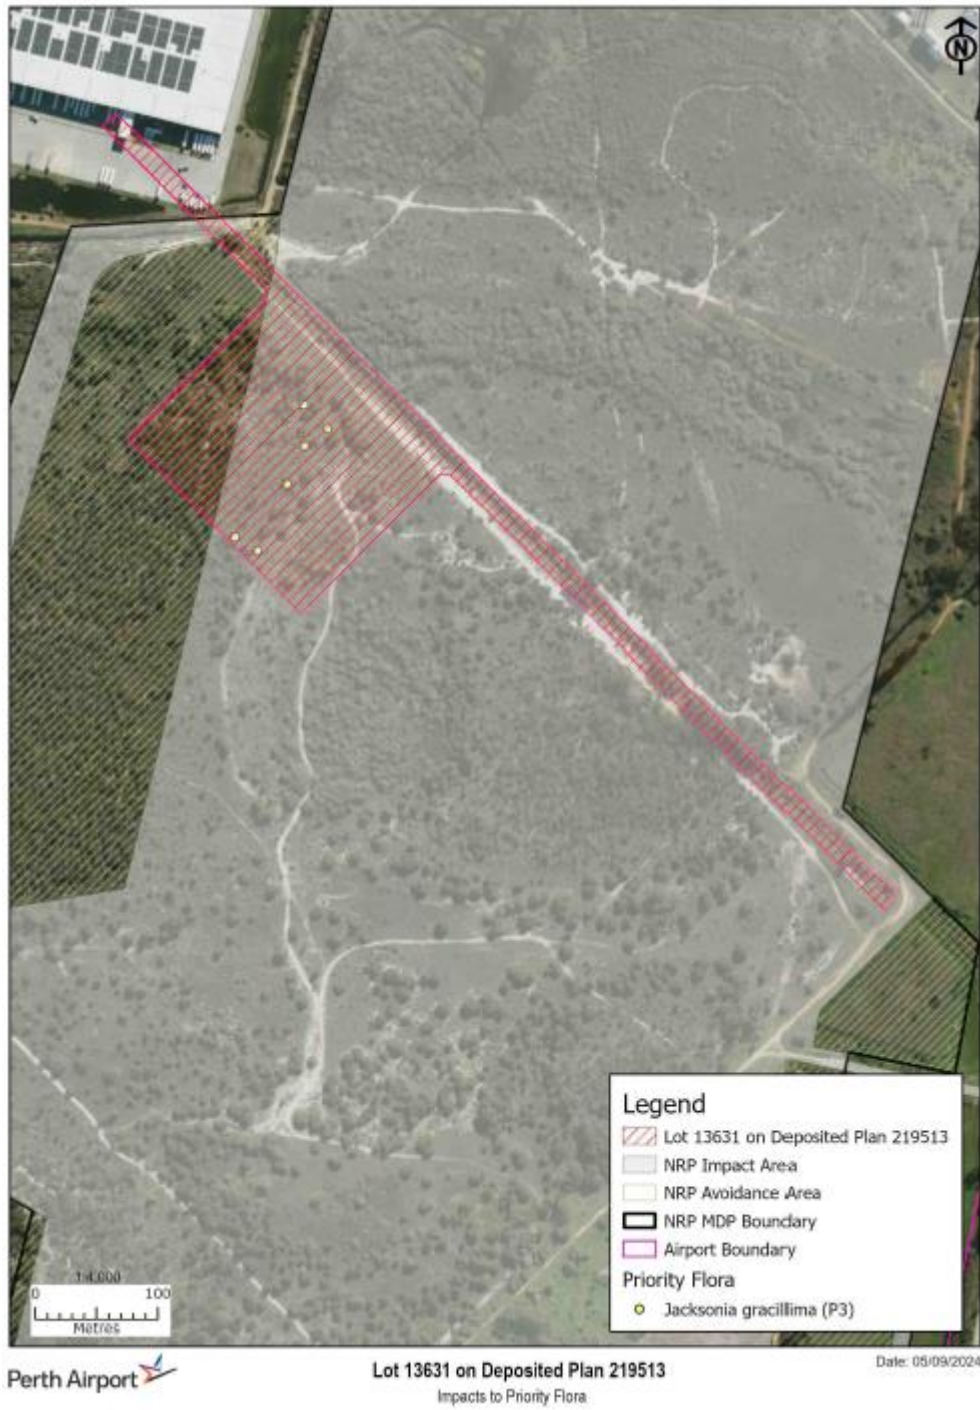 N
Legend
Lot 13631 on Deposited Plan 219513
NRP Impact Area
NRP Avoidance Area
NRP MDP Boundary
Airport Boundary
Priority Flora
Jacksonia gracillima (P3)
1:4,000
0 100
Metres
Perth Airport
Lot 13631 on Deposited Plan 219513
Impacts to Priority Flora
Date: 05/09/2024